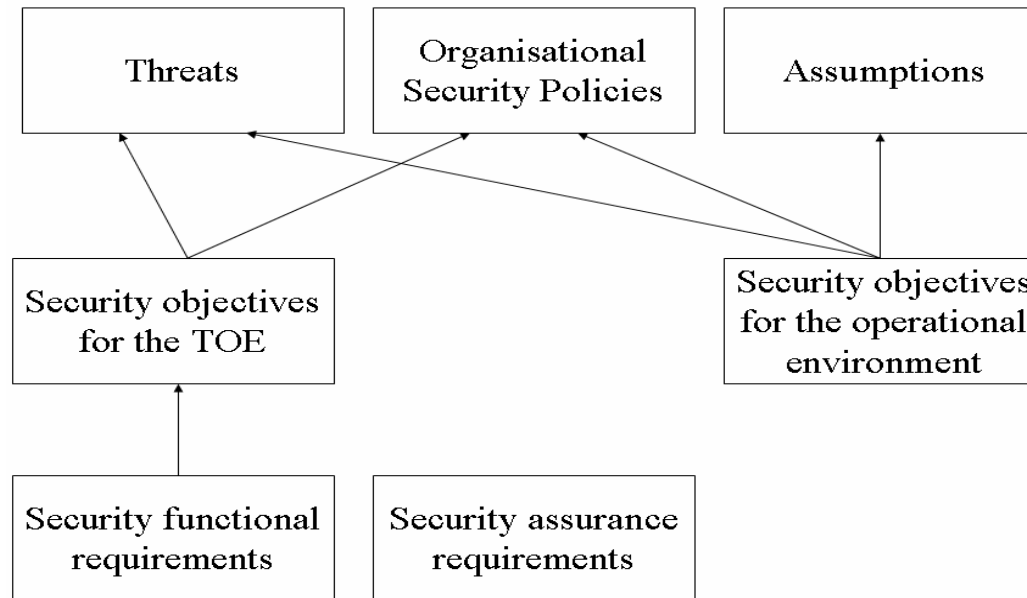 Threats
Organisational
Security Policies
Assumptions
Security objectives
for the TOE
Security objectives
for the operational
environment
Security functional
requirements
Security assurance
requirements